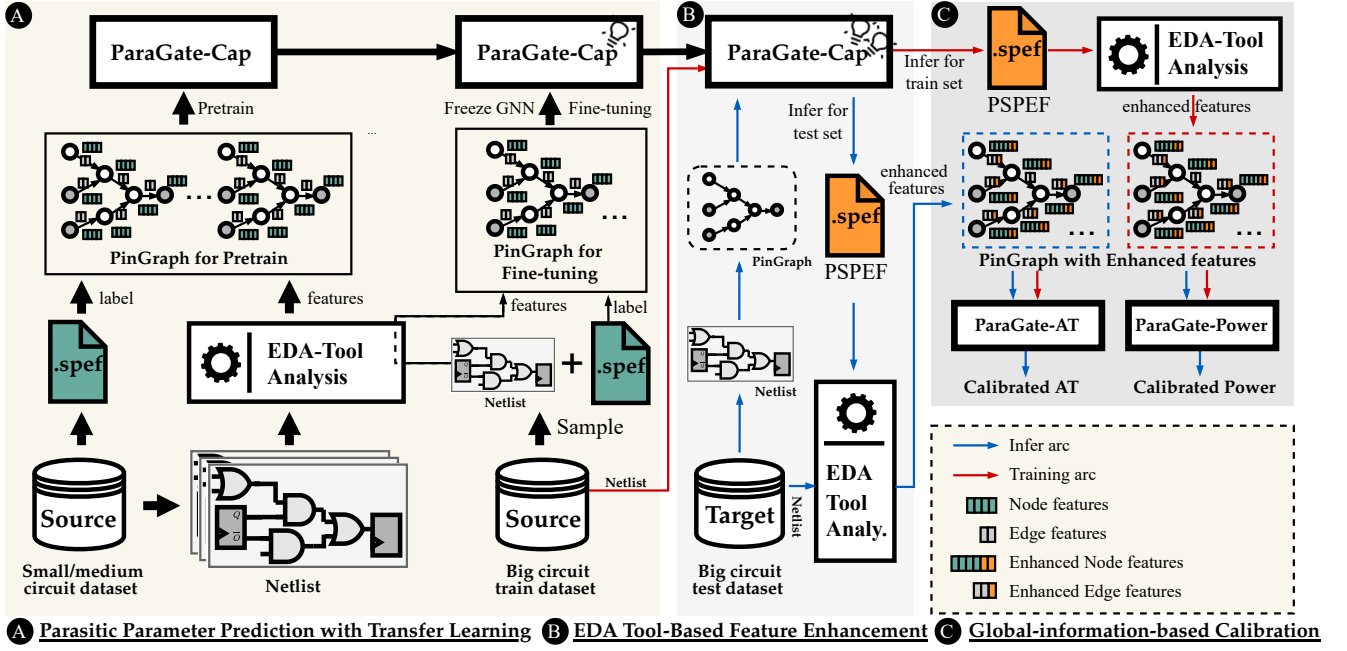 A
ParaGate-Cap
ParaGate-Cap
Pretrain
Freeze GNN
Fine-tuning
...
PinGraph for Pretrain
PinGraph for
Fine-tuning
label
features
features
label
.spef
EDA-Tool
Analysis
Netlist
+
.spef
Sample
Source
Small/medium
circuit dataset
Q
Netlist
Source
Big circuit
train dataset
Netlist
B
ParaGate-Cap
Infer for
train set
Infer for
test set
PinGraph
.spef
PSPEF
enhanced
features
Netlist
Target
Big circuit
test dataset
Netlist
EDA
Tool
Analy.
C
.spef
PSPEF
EDA-Tool
Analysis
enhanced features
...
...
PinGraph with Enhanced features
ParaGate-AT
ParaGate-Power
Calibrated AT
Calibrated Power
Infer arc
Training arc
Node features
Edge features
Enhanced Node features
Enhanced Edge features
A Parasitic Parameter Prediction with Transfer Learning
B EDA Tool-Based Feature Enhancement
C Global-information-based Calibration